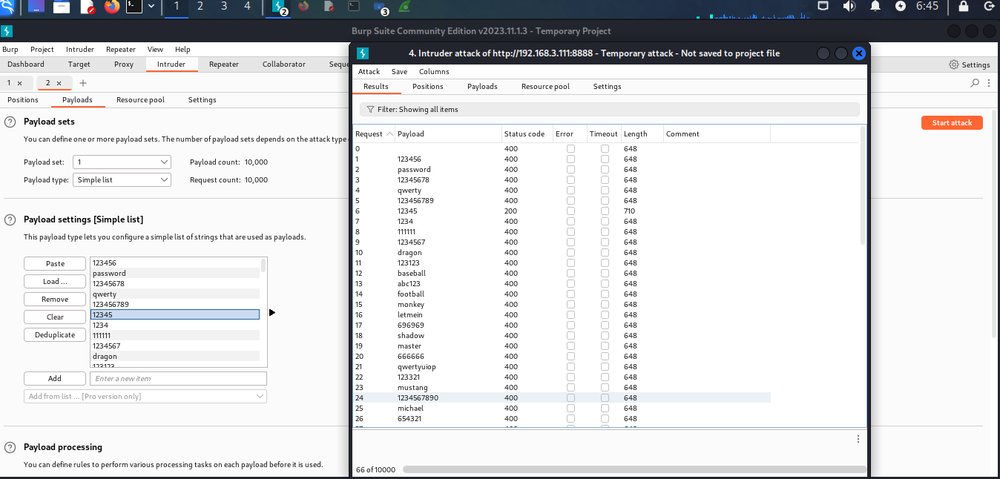 1 2 3 4 2 3 6:45
Burp Suite Community Edition v2023.11.1.3 - Temporary Project
Burp Project Intruder Repeater View Help
Dashboard Target Proxy Intruder Repeater Collaborator Seque Settings
1 × 2 × +
Positions Payloads Resource pool Settings
Payload sets
Start attack
You can define one or more payload sets. The number of payload sets depends on the attack type
Payload set: 1 Payload count: 10,000
Payload type: Simple list Request count: 10,000
Payload settings [Simple list]
This payload type lets you configure a simple list of strings that are used as payloads.
Paste
Load ...
Remove
Clear
Deduplicate
123456
password
12345678
qwerty
123456789
12345
1234
111111
1234567
dragon
123123
Add Enter a new item
Add from list ... [Pro version only]
Payload processing
You can define rules to perform various processing tasks on each payload before it is used.
4. Intruder attack of http://192.168.3.111:8888 - Temporary attack - Not saved to project file
Attack Save Columns
Results Positions Payloads Resource pool Settings
Filter: Showing all items
Request Payload Status code Error Timeout Length Comment
0 400 648
1 123456 400 648
2 password 400 648
3 12345678 400 648
4 qwerty 400 648
5 123456789 400 648
6 12345 200 710
7 1234 400 648
8 111111 400 648
9 1234567 400 648
10 dragon 400 648
11 123123 400 648
12 baseball 400 648
13 abc123 400 648
14 football 400 648
15 monkey 400 648
16 letmein 400 648
17 696969 400 648
18 shadow 400 648
19 master 400 648
20 666666 400 648
21 qwertyuiop 400 648
22 123321 400 648
23 mustang 400 648
24 1234567890 400 648
25 michael 400 648
26 654321 400 648
66 of 10000